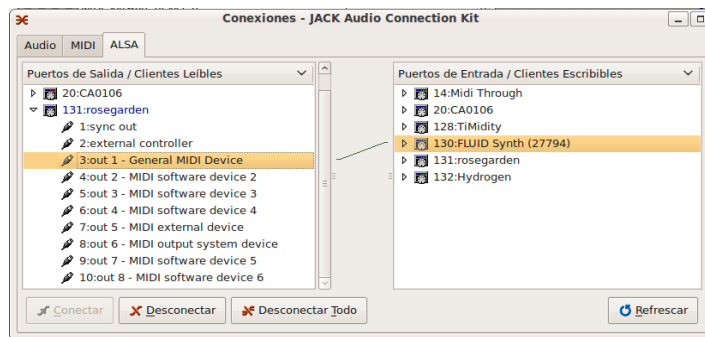 Conexiones - JACK Audio Connection Kit
Audio MIDI ALSA
Puertos de Salida / Clientes Leíbles
20:CA0106
131:rosegarden
1:sync out
2:external controller
3:out 1 - General MIDI Device
4:out 2 - MIDI software device 2
5:out 3 - MIDI software device 3
6:out 4 - MIDI software device 4
7:out 5 - MIDI external device
8:out 6 - MIDI output system device
9:out 7 - MIDI software device 5
10:out 8 - MIDI software device 6
Puertos de Entrada / Clientes Escribibles
14:Midi Through
20:CA0106
128:TiMidity
130:FLUID Synth (27794)
131:rosegarden
132:Hydrogen
Conectar Desconectar Desconectar Todo Refrescar